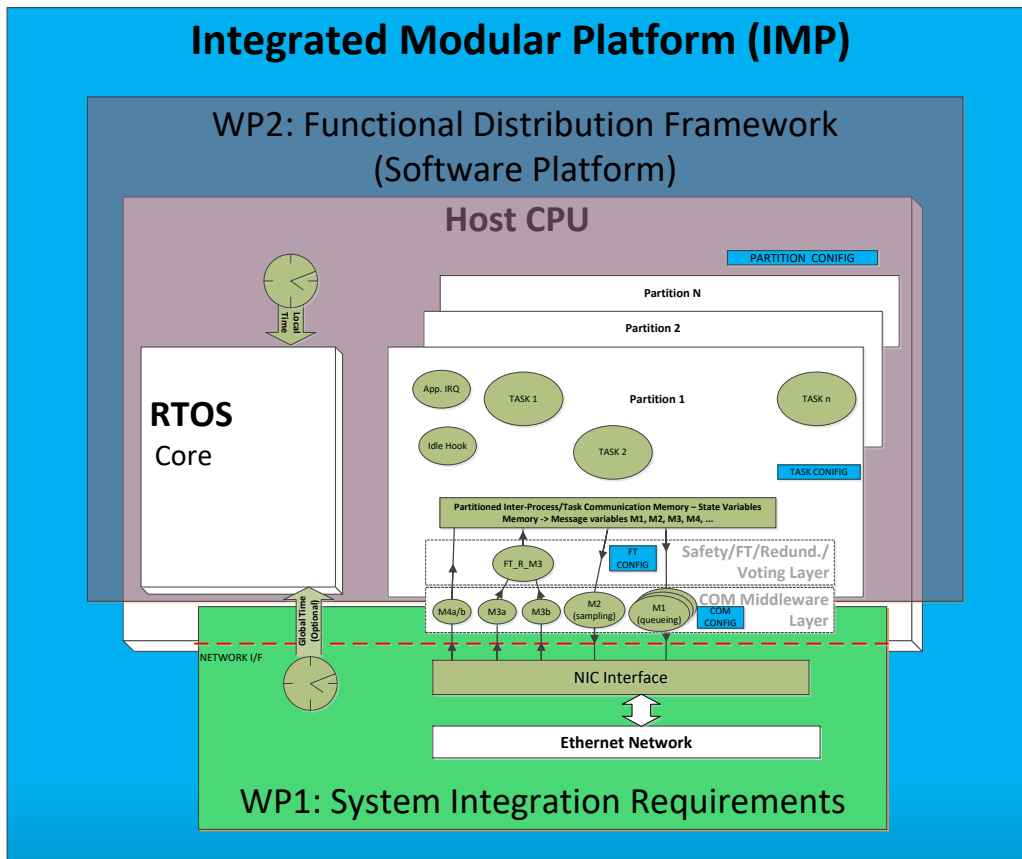 Integrated Modular Platform (IMP)
WP2: Functional Distribution Framework
(Software Platform)
Host CPU
PARTITION CONIFIG
Local
Time
Partition N
Partition 2
Partition 1
App. IRQ
TASK 1
TASK n
RTOS
Core
Idle Hook
TASK 2
TASK CONFIG
Partitioned Inter-Process/Task Communication Memory – State Variables
Memory -> Message variables M1, M2, M3, M4, ...
FT_R_M3
FT
CONFIG
Safety/FT/Redund./
Voting Layer
M4a/b
M3a
M3b
M2
(sampling)
M1
(queueing)
COM
CONFIG
COM Middleware
Layer
Global Time
(Optional)
NETWORK I/F
NIC Interface
Ethernet Network
WP1: System Integration Requirements